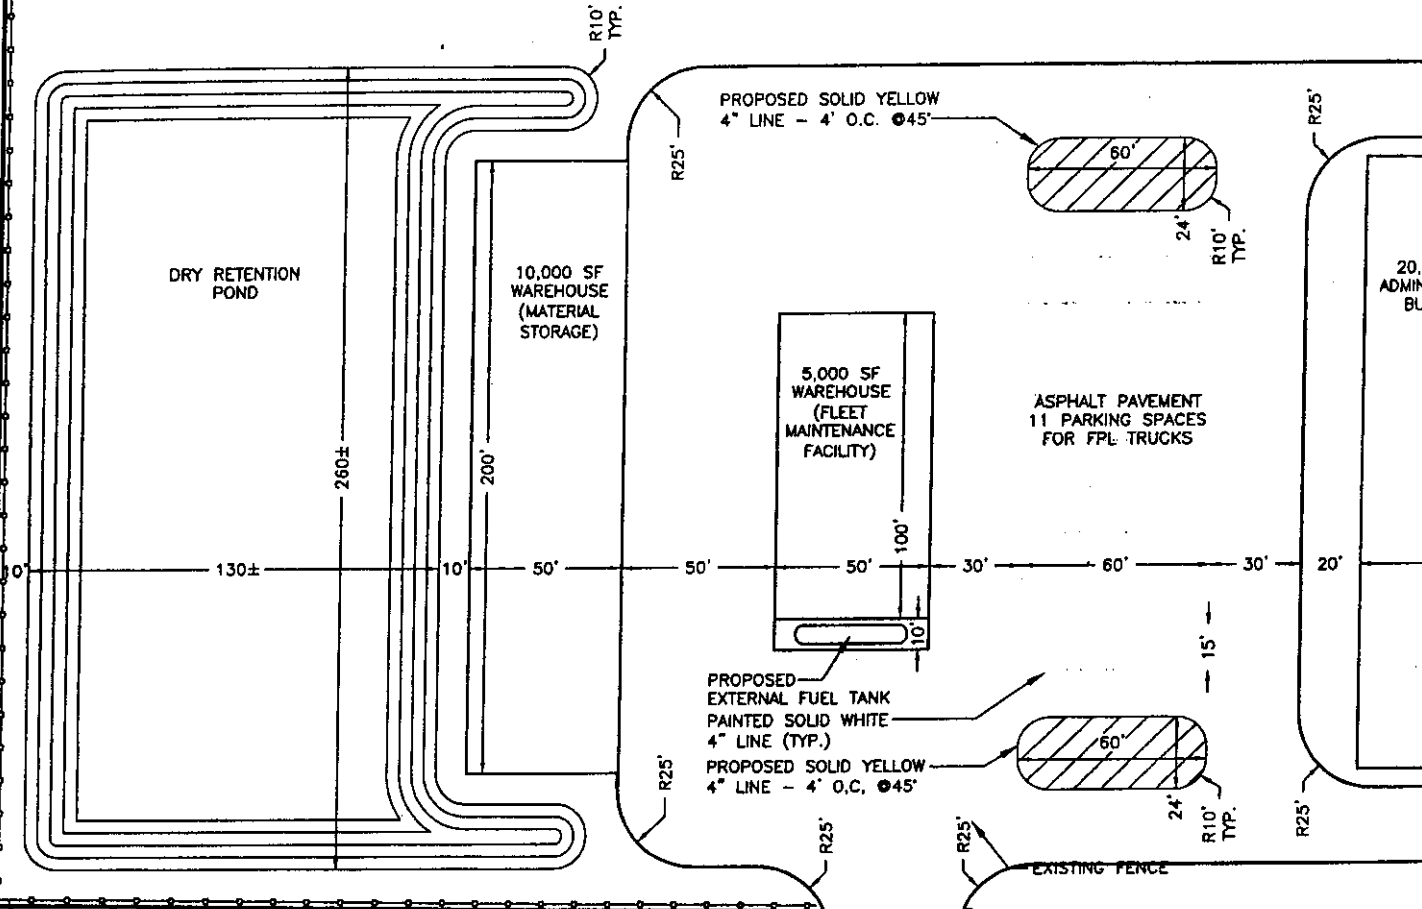 R10'
TYP.
PROPOSED SOLID YELLOW
4" LINE - 4' O.C. @45'
R25'
R25'
60'
24'
R10'
TYP.
DRY RETENTION
POND
10,000 SF
WAREHOUSE
(MATERIAL
STORAGE)
20,
ADMIN
BU
5,000 SF
WAREHOUSE
(FLEET
MAINTENANCE
FACILITY)
ASPHALT PAVEMENT
11 PARKING SPACES
FOR FPL TRUCKS
260±
200'
100'
10'
130±
10'
50'
50'
50'
30'
60'
30'
20'
10'
15'
PROPOSED
EXTERNAL FUEL TANK
PAINTED SOLID WHITE
4" LINE (TYP.)
PROPOSED SOLID YELLOW
4" LINE - 4' O,C, @45'
60'
24'
R10'
TYP.
R25'
R25'
R25'
R25'
EXISTING FENCE